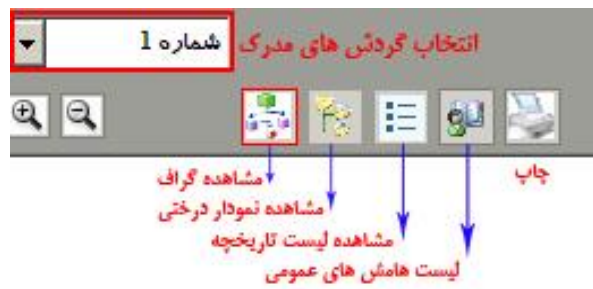 انتخاب گردش های مدرک
شماره 1
چاپ
مشاهده گراف
مشاهده نمودار درختی
مشاهده لیست تاریخچه
لیست هامش های عمومی